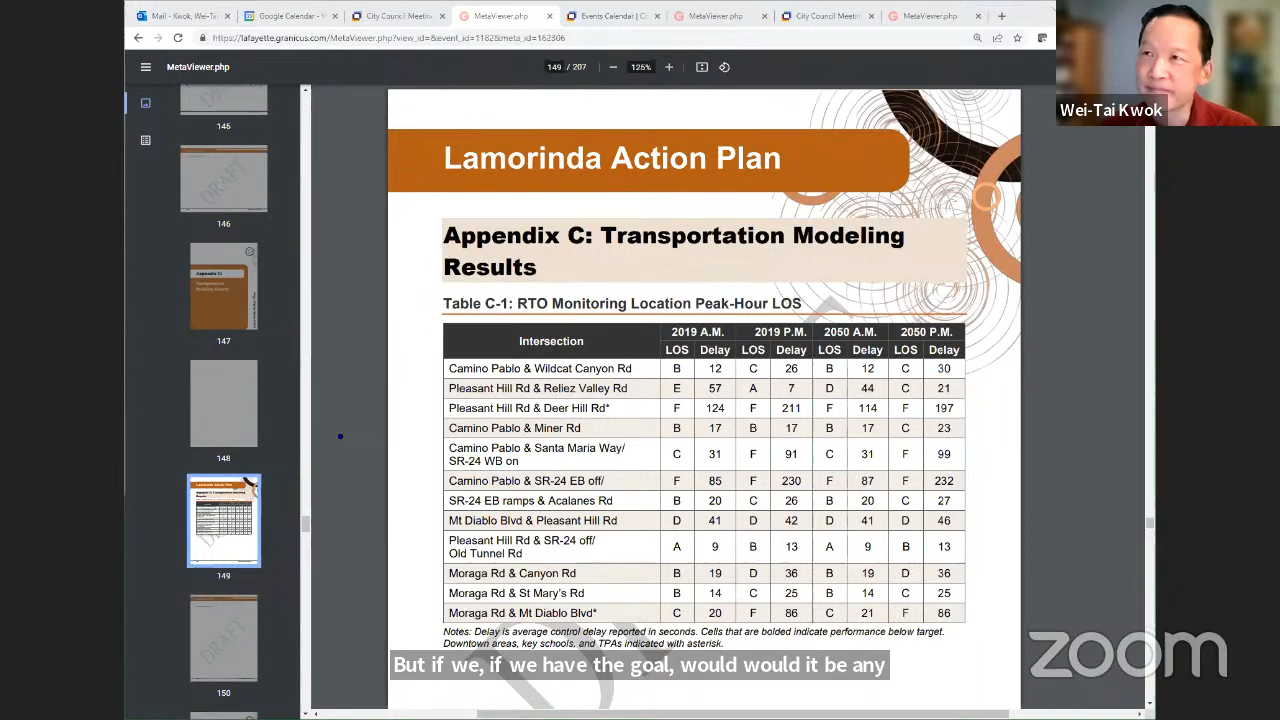 Mail - Kwok, Wei-Tai
Google Calendar -
City Council Meetin
MetaViewer.php
Events Calendar | Ci
MetaViewer.php
City Council Meetin
MetaViewer.php
https://lafayette.granicus.com/MetaViewer.php?view_id=&event_id=1182&meta_id=162306
MetaViewer.php
149 / 207
125%
Wei-Tai Kwok
145
146
147
148
149
150
DRAFT
Appendix C:
Lamorinda Action Plan
Appendix C: Transportation Modeling
Results
Table C-1: RTO Monitoring Location Peak-Hour LOS
Intersection 2019 A.M. 2019 P.M. 2050 A.M. 2050 P.M.
LOS Delay LOS Delay LOS Delay LOS Delay
Camino Pablo & Wildcat Canyon Rd B 12 C 26 B 12 C 30
Pleasant Hill Rd & Reliez Valley Rd E 57 A 7 D 44 C 21
Pleasant Hill Rd & Deer Hill Rd* F 124 F 211 F 114 F 197
Camino Pablo & Miner Rd B 17 B 17 B 17 C 23
Camino Pablo & Santa Maria Way/
SR-24 WB on C 31 F 91 C 31 F 99
Camino Pablo & SR-24 EB off/ F 85 F 230 F 87 F 232
SR-24 EB ramps & Acalanes Rd B 20 C 26 B 20 C 27
Mt Diablo Blvd & Pleasant Hill Rd D 41 D 42 D 41 D 46
Pleasant Hill Rd & SR-24 off/
Old Tunnel Rd A 9 B 13 A 9 B 13
Moraga Rd & Canyon Rd B 19 D 36 B 19 D 36
Moraga Rd & St Mary's Rd B 14 C 25 B 14 C 25
Moraga Rd & Mt Diablo Blvd* C 20 F 86 C 21 F 86
Notes: Delay is average control delay reported in seconds. Cells that are bolded indicate performance below target.
Downtown areas, key schools, and TPAs indicated with asterisk.
But if we, if we have the goal, would would it be any
zoom